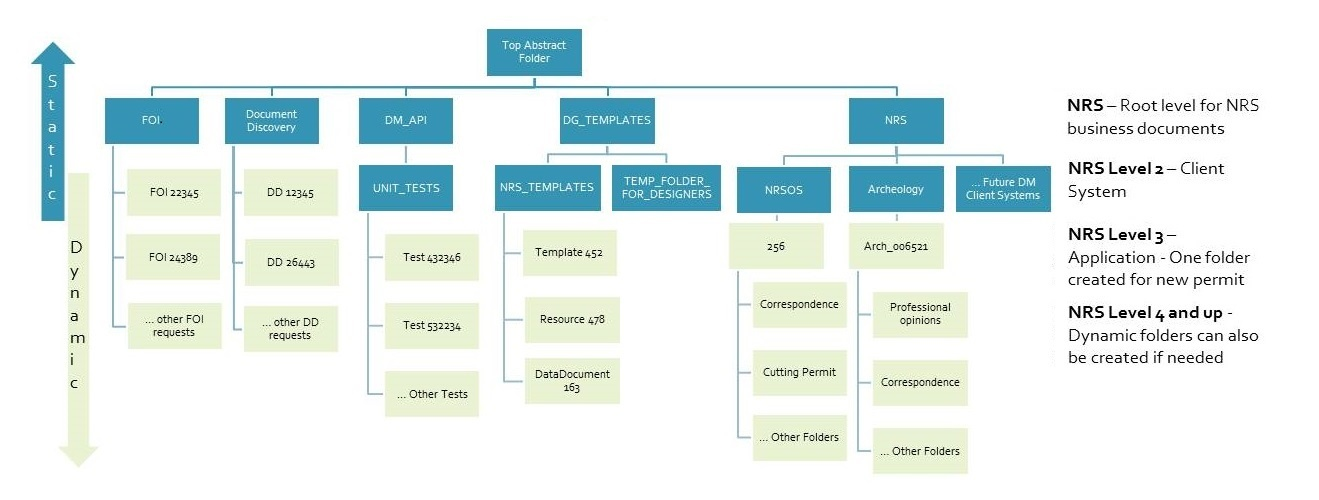 Top Abstract
Folder
Static
Dynamic
FOI
Document
Discovery
DM_API
DG_TEMPLATES
NRS
FOI 22345
FOI 24389
... other FOI
requests
DD 12345
DD 26443
... other DD
requests
UNIT_TESTS
Test 432346
Test 532234
... Other Tests
NRS_TEMPLATES
TEMP_FOLDER_
FOR_DESIGNERS
Template 452
Resource 478
DataDocument
163
NRSOS
Archeology
... Future DM
Client Systems
256
Correspondence
Cutting Permit
... Other Folders
Arch_006521
Professional
opinions
Correspondence
... Other Folders
NRS – Root level for NRS
business documents
NRS Level 2 – Client
System
NRS Level 3 –
Application - One folder
created for new permit
NRS Level 4 and up -
Dynamic folders can also
be created if needed